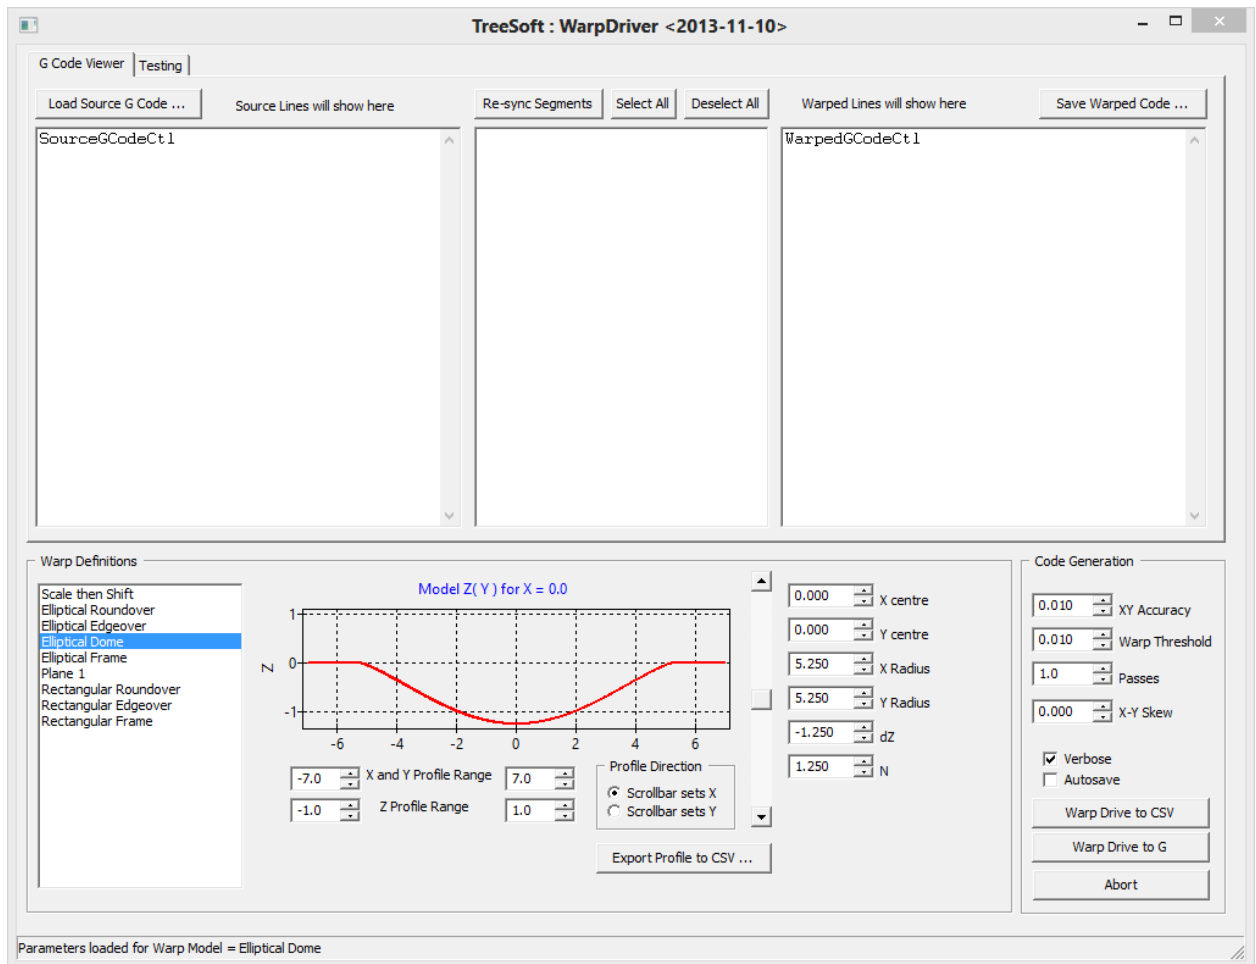 TreeSoft : WarpDriver <2013-11-10>
G Code Viewer
Testing
Load Source G Code ...
Source Lines will show here
Re-sync Segments
Select All
Deselect All
Warped Lines will show here
Save Warped Code ...
SourceGCodeCtl
WarpedGCodeCtl
Warp Definitions
Scale then Shift
Elliptical Roundover
Elliptical Edgeover
Elliptical Dome
Elliptical Frame
Plane 1
Rectangular Roundover
Rectangular Edgeover
Rectangular Frame
Model Z( Y ) for X = 0.0
Z
1
0
-1
-6 -4 -2 0 2 4 6
-7.0 X and Y Profile Range 7.0
-1.0 Z Profile Range 1.0
Profile Direction
Scrollbar sets X
Scrollbar sets Y
Export Profile to CSV ...
0.000 X centre
0.000 Y centre
5.250 X Radius
5.250 Y Radius
-1.250 dZ
1.250 N
Code Generation
0.010 XY Accuracy
0.010 Warp Threshold
1.0 Passes
0.000 X-Y Skew
Verbose
Autosave
Warp Drive to CSV
Warp Drive to G
Abort
Parameters loaded for Warp Model = Elliptical Dome